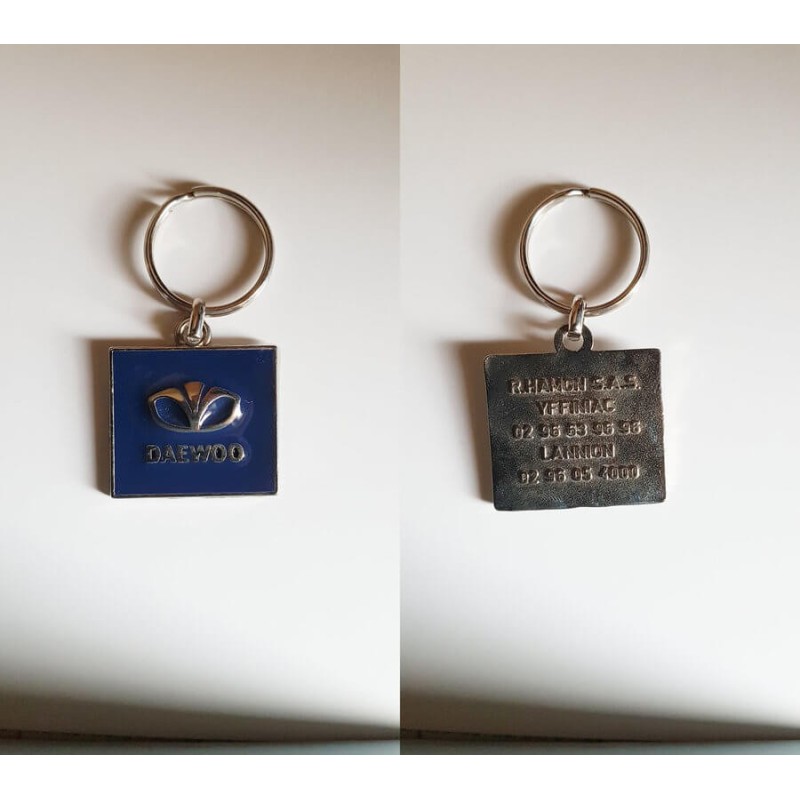 DAEWOO
R.HAMON S.A.S.
YFFINIAC
02 96 63 96 96
LANNION
02 96 05 4000